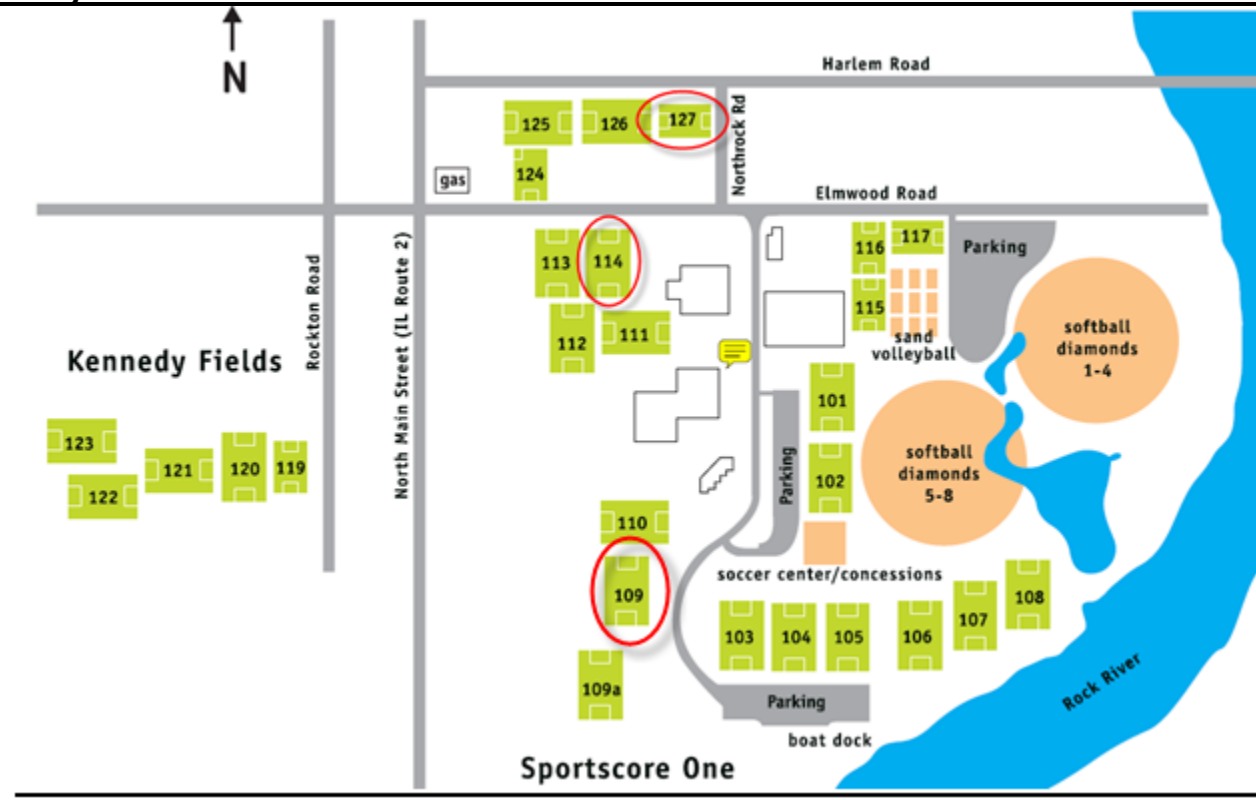 N
Harlem Road
125
126
127
Northrock Rd
124
gas
Elmwood Road
Rockton Road
North Main Street (IL Route 2)
113
114
116
117
Parking
115
112
111
sand
volleyball
softball
diamonds
1-4
Kennedy Fields
101
123
121
120
119
122
102
Parking
softball
diamonds
5-8
110
soccer center/concessions
109
103
104
105
106
107
108
109a
Parking
boat dock
Rock River
Sportscore One